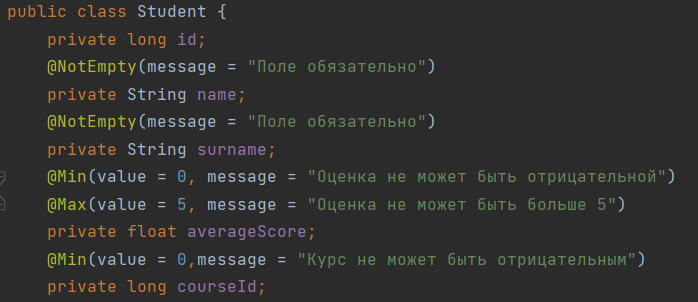 public class Student {
private long id;
@NotEmpty(message = "Поле обязательно")
private String name;
@NotEmpty(message = "Поле обязательно")
private String surname;
@Min(value = 0, message = "Оценка не может быть отрицательной")
@Max(value = 5, message = "Оценка не может быть больше 5")
private float averageScore;
@Min(value = 0,message = "Курс не может быть отрицательным")
private long courseId;